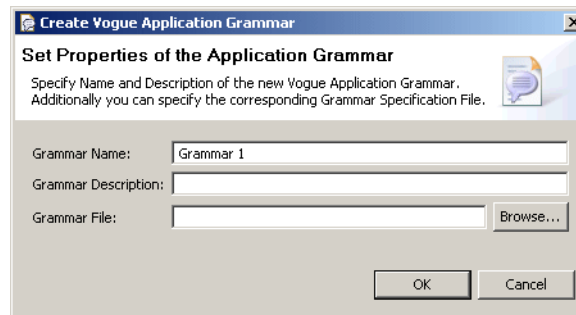 Create Vogue Application Grammar
Set Properties of the Application Grammar
Specify Name and Description of the new Vogue Application Grammar.
Additionally you can specify the corresponding Grammar Specification File.
Grammar Name: Grammar 1
Grammar Description:
Grammar File: Browse...
OK Cancel